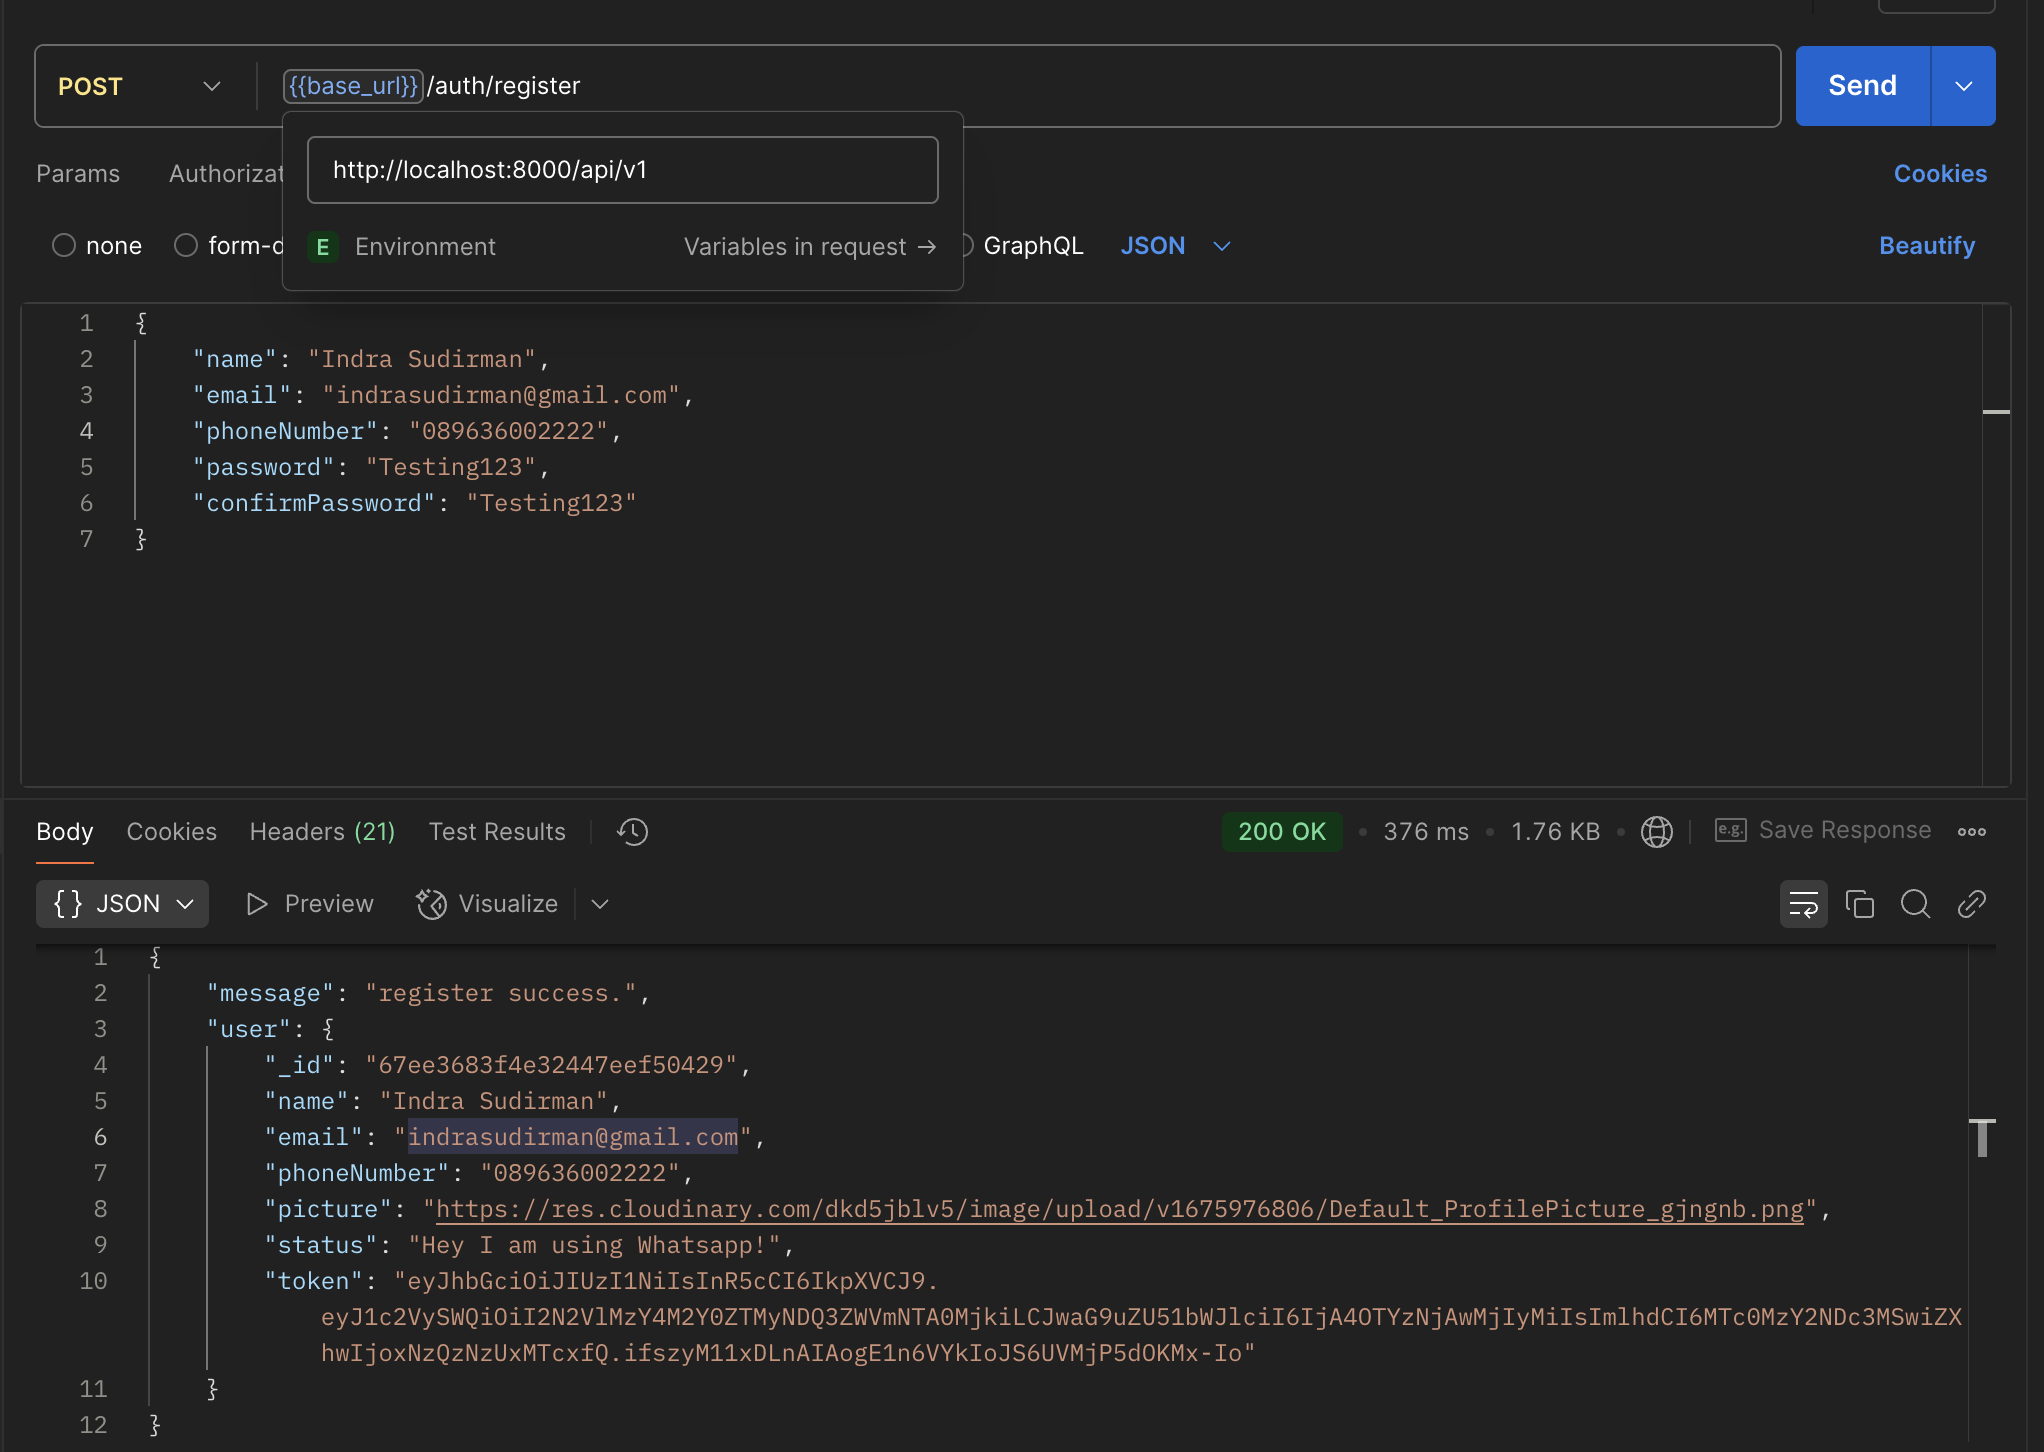 POST
{{base_url}}/auth/register
Send
http://localhost:8000/api/v1
Params
Authorizat
Cookies
none
form-d
E Environment
Variables in request →
GraphQL
JSON
Beautify
1 {
2 "name": "Indra Sudirman",
3 "email": "indrasudirman@gmail.com",
4 "phoneNumber": "089636002222",
5 "password": "Testing123",
6 "confirmPassword": "Testing123"
7 }
Body Cookies Headers (21) Test Results
200 OK • 376 ms • 1.76 KB •
e.g. Save Response
{} JSON Preview Visualize
1 {
2 "message": "register success.",
3 "user": {
4 "_id": "67ee3683f4e32447eef50429",
5 "name": "Indra Sudirman",
6 "email": "indrasudirman@gmail.com",
7 "phoneNumber": "089636002222",
8 "picture": "https://res.cloudinary.com/dkd5jblv5/image/upload/v1675976806/Default_ProfilePicture_gjngnb.png",
9 "status": "Hey I am using Whatsapp!",
10 "token": "eyJhbGciOiJIUzI1NiIsInR5cCI6IkpXVCJ9.
eyJ1c2VySWQiOiI2N2VlMzY4M2Y0ZTMyNDQ3ZWVmNTA0MjkiLCJwaG9uZU51bWJlciI6IjA4OTYzNjAwMjIyMiIsImlhdCI6MTc0MzY2NDc3MSwiZX
hwIjoxNzQzNzUxMTcxfQ.ifszyM11xDLnAIAogE1n6VYkIoJS6UVMjP5dOKMx-Io"
11 }
12 }